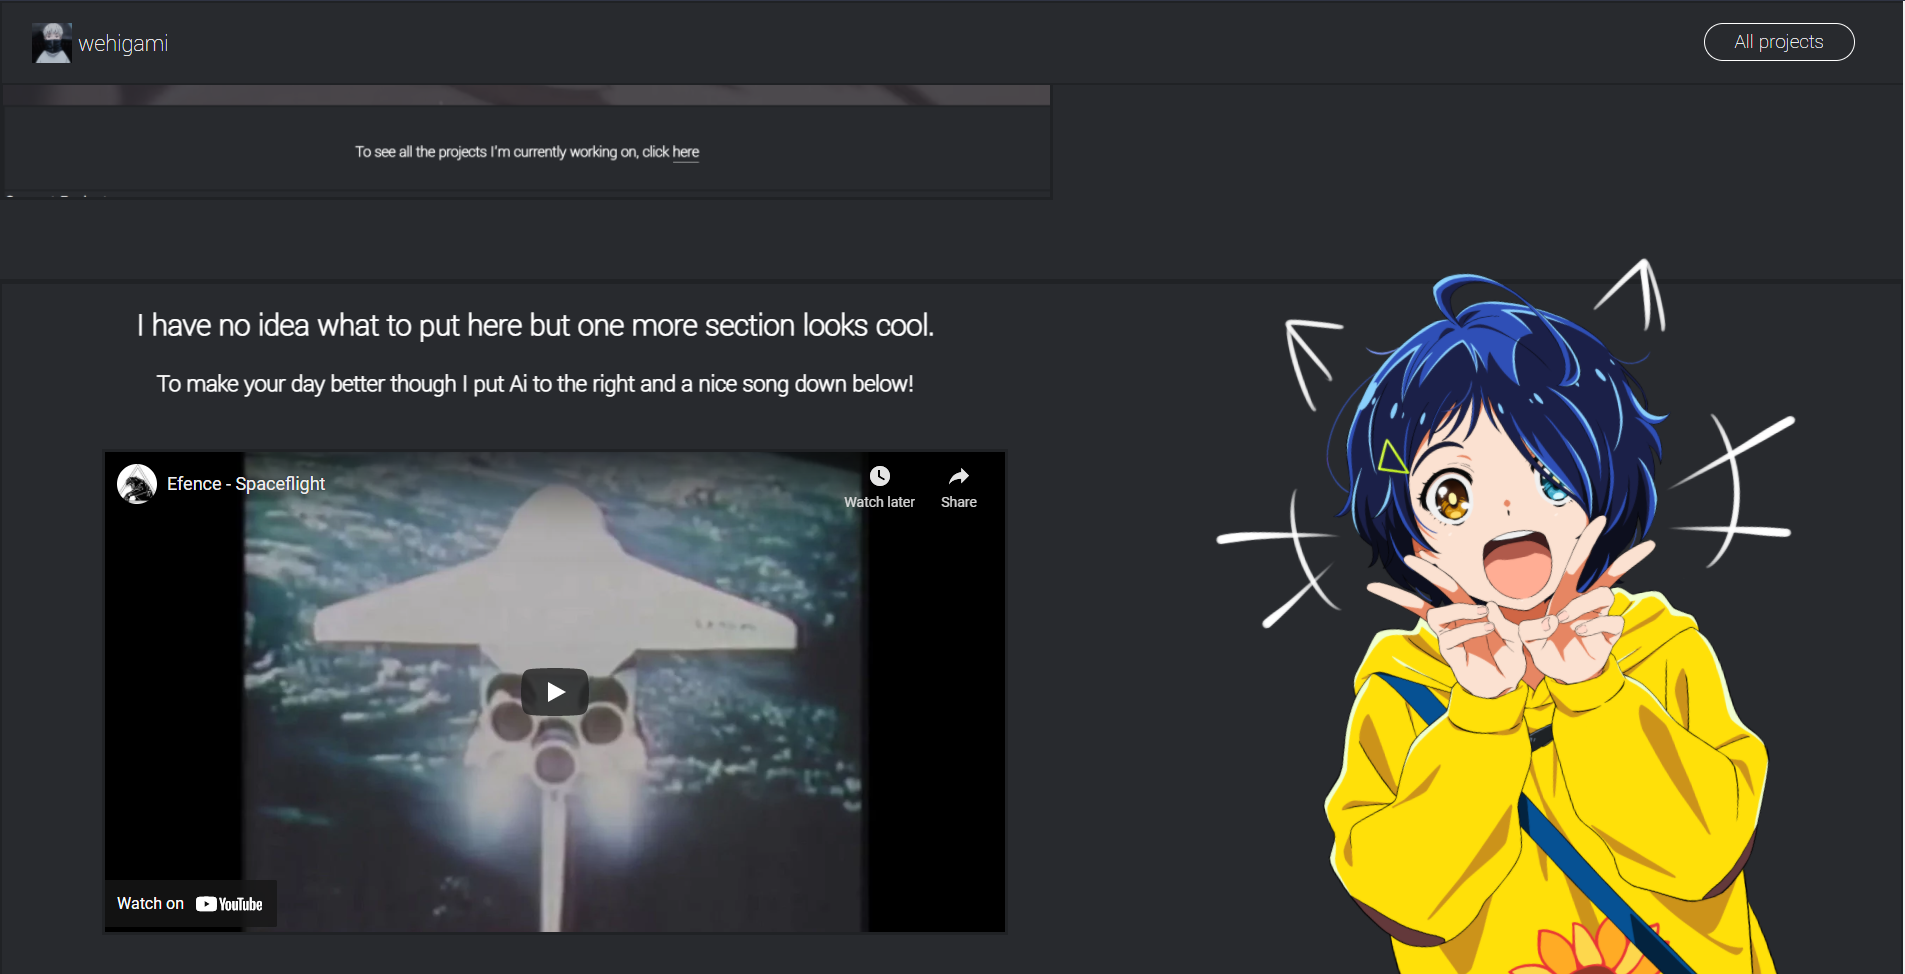 wehigami
All projects
To see all the projects I'm currently working on, click here
I have no idea what to put here but one more section looks cool.
To make your day better though I put Ai to the right and a nice song down below!
Efence - Spaceflight
Watch later
Share
Watch on YouTube